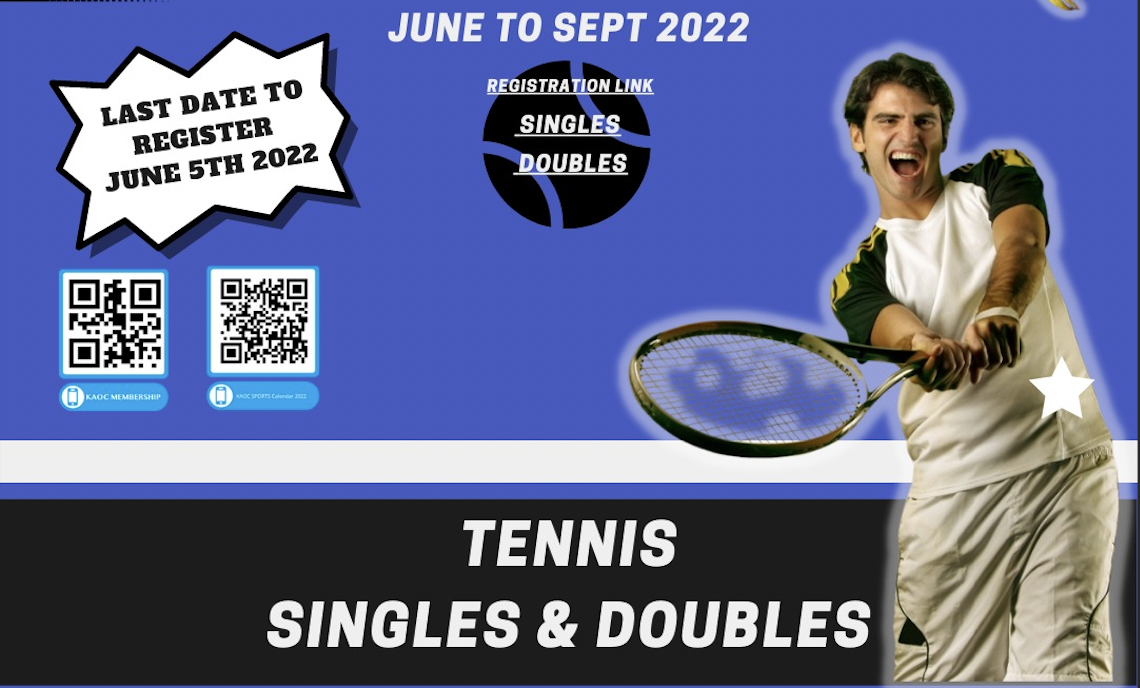 JUNE TO SEPT 2022
LAST DATE TO
REGISTER
JUNE 5TH 2022
REGISTRATION LINK
SINGLES
DOUBLES
KAOC MEMBERSHIP
KAOC SPORTS Calendar 2022
TENNIS
SINGLES & DOUBLES